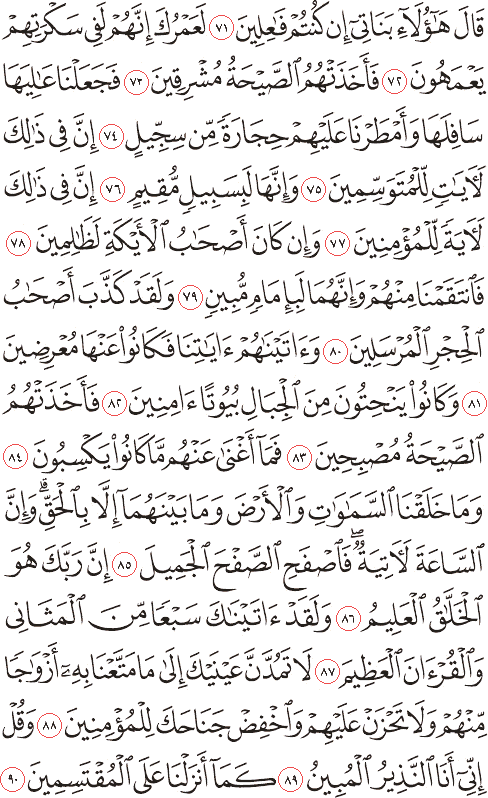 قَالَ هَٰٓؤُلَآءِ بَنَاتِىٓ إِن كُنتُمْ فَٰعِلِينَ ٧١ لَعَمْرُكَ إِنَّهُمْ لَفِى سَكْرَتِهِمْ
يَعْمَهُونَ ٧٢ فَأَخَذَتْهُمُ ٱلصَّيْحَةُ مُشْرِقِينَ ٧٣ فَجَعَلْنَا عَٰلِيَهَا
سَافِلَهَا وَأَمْطَرْنَا عَلَيْهِمْ حِجَارَةً مِّن سِجِّيلٍ ٧٤ إِنَّ فِى ذَٰلِكَ
لَءَايَٰتٍ لِّلْمُتَوَسِّمِينَ ٧٥ وَإِنَّهَا لَبِسَبِيلٍ مُّقِيمٍ ٧٦ إِنَّ فِى ذَٰلِكَ
لَءَايَةً لِّلْمُؤْمِنِينَ ٧٧ وَإِن كَانَ أَصْحَٰبُ ٱلْأَيْكَةِ لَظَٰلِمِينَ ٧٨
فَٱنتَقَمْنَا مِنْهُمْ وَإِنَّهُمَا لَبِإِمَامٍ مُّبِينٍ ٧٩ وَلَقَدْ كَذَّبَ أَصْحَٰبُ
ٱلْحِجْرِ ٱلْمُرْسَلِينَ ٨٠ وَءَاتَيْنَٰهُمْ ءَايَٰتِنَا فَكَانُوا۟ عَنْهَا مُعْرِضِينَ
٨١ وَكَانُوا۟ يَنْحِتُونَ مِنَ ٱلْجِبَالِ بُيُوتًا ءَامِنِينَ ٨٢ فَأَخَذَتْهُمُ
ٱلصَّيْحَةُ مُصْبِحِينَ ٨٣ فَمَآ أَغْنَىٰ عَنْهُم مَّا كَانُوا۟ يَكْسِبُونَ ٨٤
وَمَا خَلَقْنَا ٱلسَّمَٰوَٰتِ وَٱلْأَرْضَ وَمَا بَيْنَهُمَآ إِلَّا بِٱلْحَقِّ ۗ وَإِنَّ
ٱلسَّاعَةَ لَءَاتِيَةٌ ۖ فَٱصْفَحِ ٱلصَّفْحَ ٱلْجَمِيلَ ٨٥ إِنَّ رَبَّكَ هُوَ
ٱلْخَلَّٰقُ ٱلْعَلِيمُ ٨٦ وَلَقَدْ ءَاتَيْنَٰكَ سَبْعًا مِّنَ ٱلْمَثَانِى
وَٱلْقُرْءَانَ ٱلْعَظِيمَ ٨٧ لَا تَمُدَّنَّ عَيْنَيْكَ إِلَىٰ مَا مَتَّعْنَا بِهِۦٓ أَزْوَٰجًا
مِّنْهُمْ وَلَا تَحْزَنْ عَلَيْهِمْ وَٱخْفِضْ جَنَاحَكَ لِلْمُؤْمِنِينَ ٨٨ وَقُلْ
إِنِّىٓ أَنَا ٱلنَّذِيرُ ٱلْمُبِينُ ٨٩ كَمَآ أَنزَلْنَا عَلَى ٱلْمُقْتَسِمِينَ ٩٠